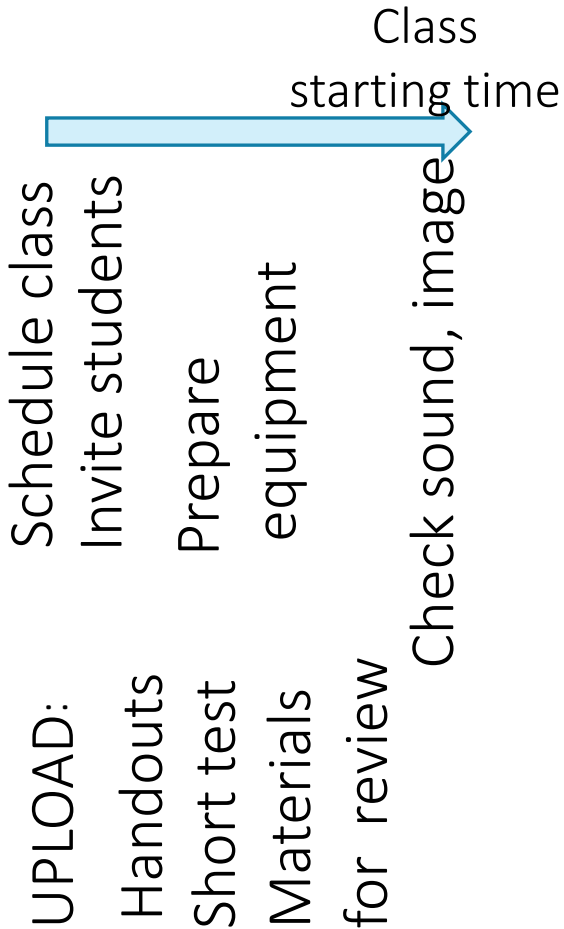 Class
starting time
Schedule class
Invite students
Prepare
equipment
Check sound, image
UPLOAD:
Handouts
Short test
Materials
for review